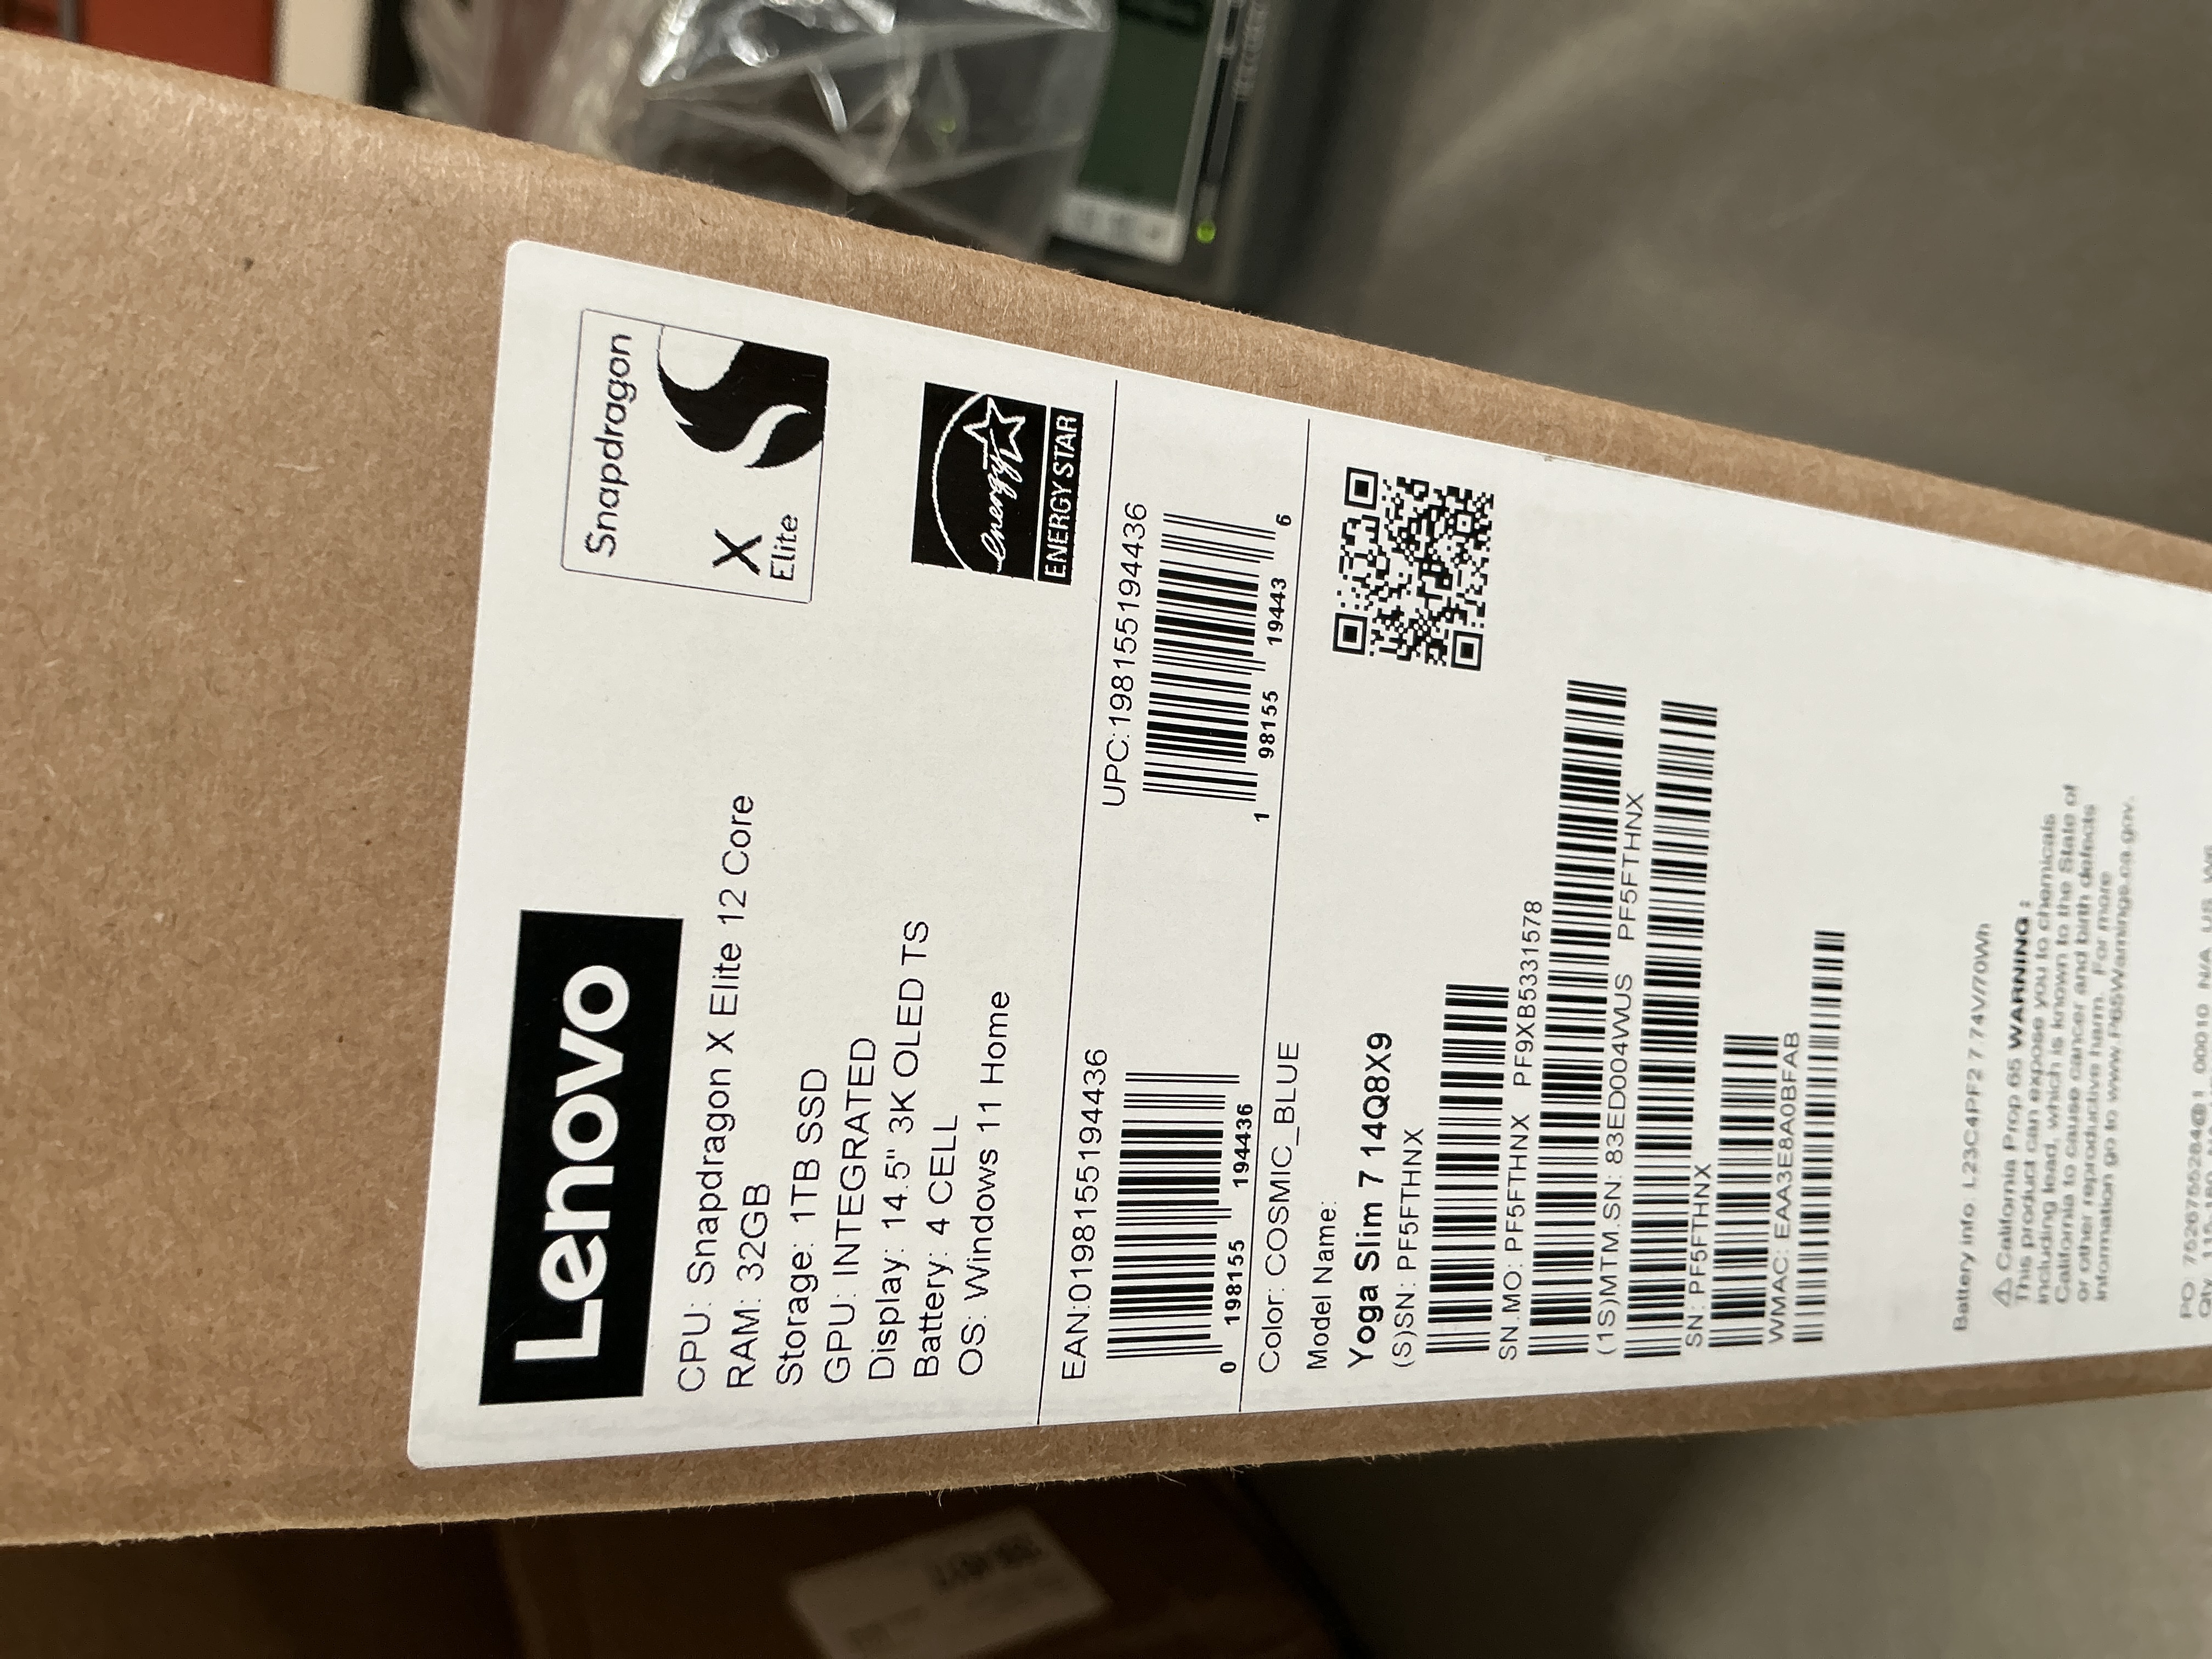 Lenovo
Snapdragon
X
Elite
CPU: Snapdragon X Elite 12 Core
RAM: 32GB
Storage: 1TB SSD
GPU: INTEGRATED
Display: 14.5" 3K OLED TS
Battery: 4 CELL
OS: Windows 11 Home
energy
ENERGY STAR
EAN:0198155194436
0 198155 194436
UPC:198155194436
1 98155 19443 6
Color: COSMIC_BLUE
Model Name:
Yoga Slim 7 14Q8X9
(S)SN: PF5FTHNX
SN.MO: PF5FTHNX PF9XB5331578
(1S)MTM.SN: 83ED004WUS PF5FTHNX
SN: PF5FTHNX
WMAC: EAA3E8A0BFAB
Battery info: L23C4PF2 7.74V/70Wh
⚠ California Prop 65 WARNING :
This product can expose you to chemicals
including lead, which is known to the State of
California to cause cancer and birth defects
or other reproductive harm. For more
information go to www.P65Warnings.ca.gov.